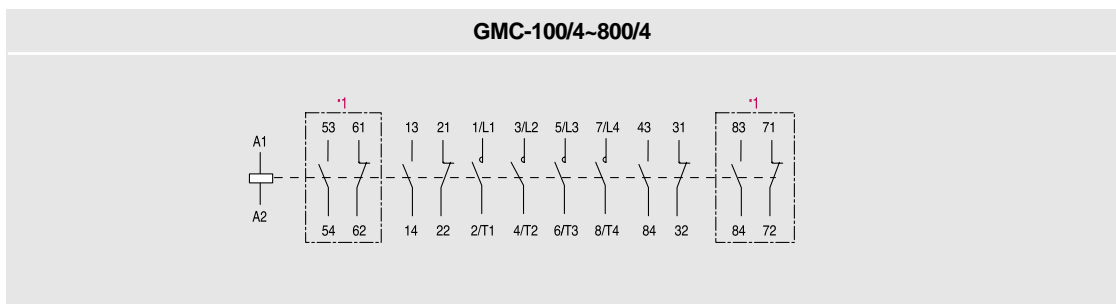 GMC-100/4~800/4
*1 *1
53 61 13 21 1/L1 3/L2 5/L3 7/L4 43 31 83 71
A1
A2
54 62 14 22 2/T1 4/T2 6/T3 8/T4 84 32 84 72